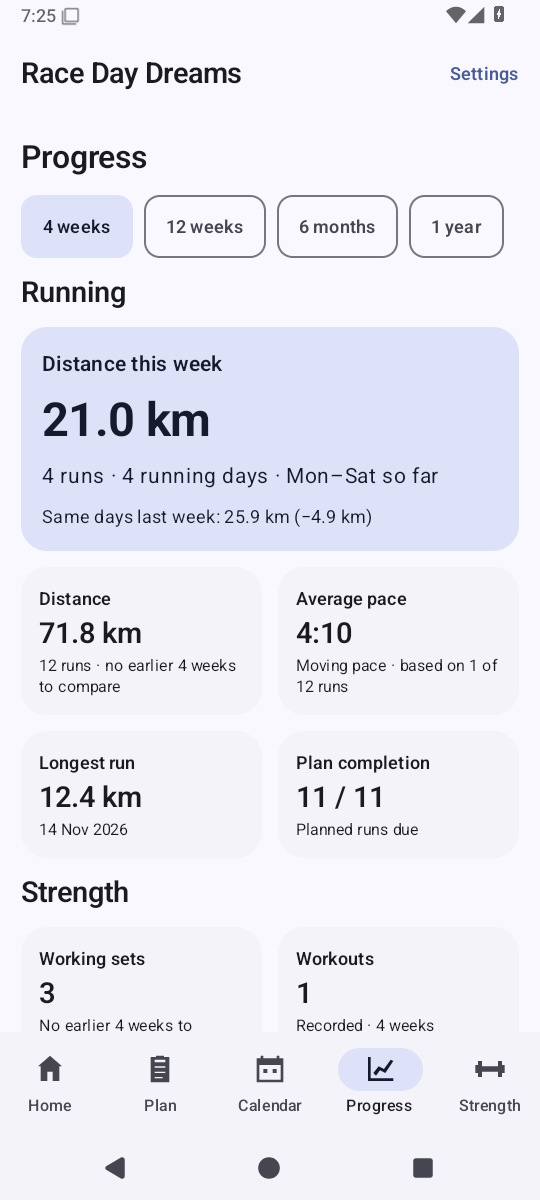 7:25
Race Day Dreams
Settings
Progress
4 weeks
12 weeks
6 months
1 year
Running
Distance this week
21.0 km
4 runs · 4 running days · Mon–Sat so far
Same days last week: 25.9 km (−4.9 km)
Distance
71.8 km
12 runs · no earlier 4 weeks
to compare
Average pace
4:10
Moving pace · based on 1 of
12 runs
Longest run
12.4 km
14 Nov 2026
Plan completion
11 / 11
Planned runs due
Strength
Working sets
3
No earlier 4 weeks to
Workouts
1
Recorded · 4 weeks
Home
Plan
Calendar
Progress
Strength